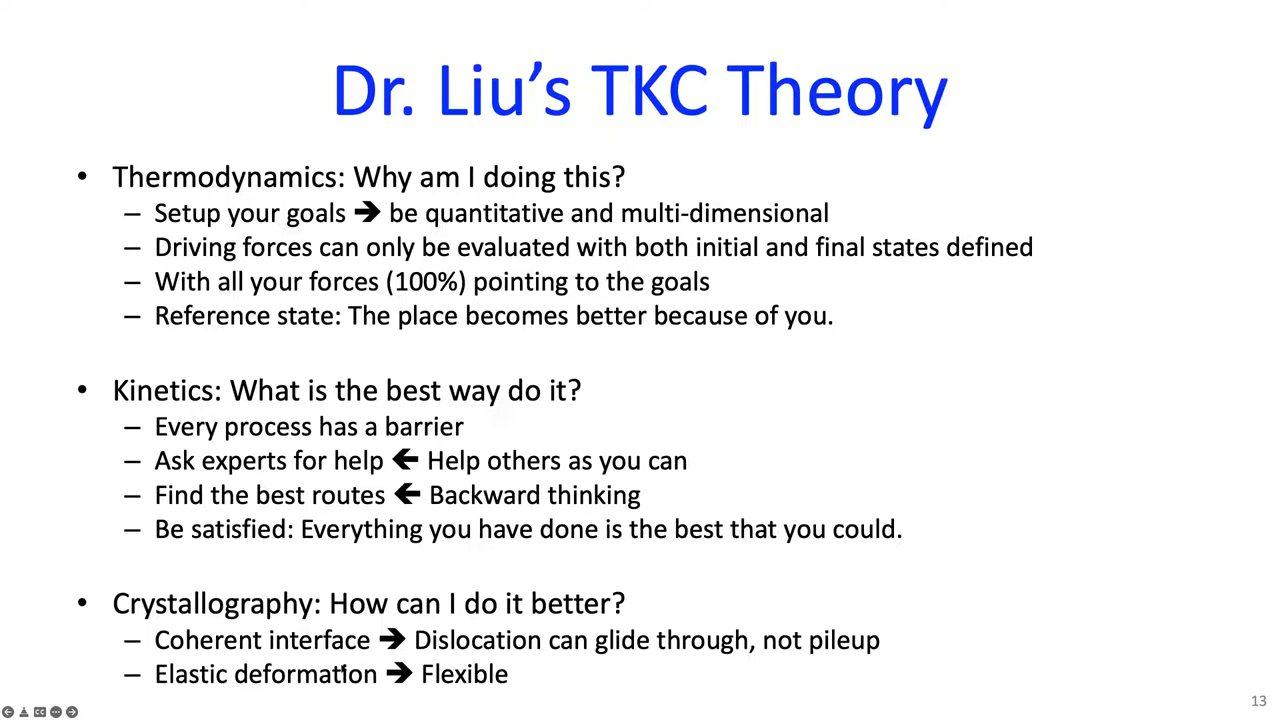 Dr. Liu’s TKC Theory
• Thermodynamics: Why am I doing this?
– Setup your goals 🡺 be quantitative and multi-dimensional
– Driving forces can only be evaluated with both initial and final states defined
– With all your forces (100%) pointing to the goals
– Reference state: The place becomes better because of you.
• Kinetics: What is the best way do it?
– Every process has a barrier
– Ask experts for help 🡸 Help others as you can
– Find the best routes 🡸 Backward thinking
– Be satisfied: Everything you have done is the best that you could.
• Crystallography: How can I do it better?
– Coherent interface 🡺 Dislocation can glide through, not pileup
– Elastic deformation 🡺 Flexible
13